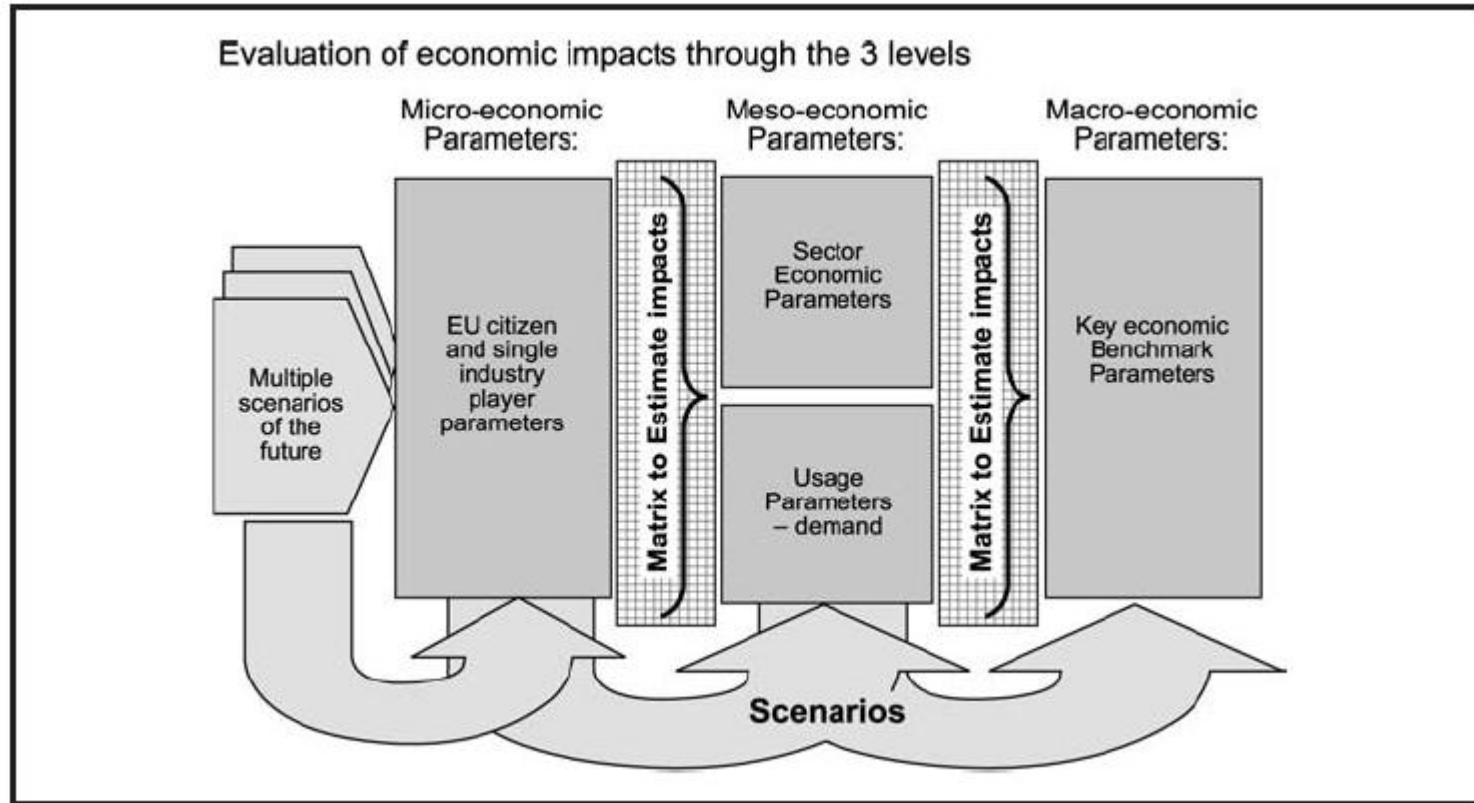 Evaluation of economic impacts through the 3 levels
Micro-economic
Parameters:
Meso-economic
Parameters:
Macro-economic
Parameters:
Multiple
scenarios
of the
future
EU citizen
and single
industry
player
parameters
Matrix to Estimate impacts
Sector
Economic
Parameters
Usage
Parameters
– demand
Matrix to Estimate impacts
Key economic
Benchmark
Parameters
Scenarios